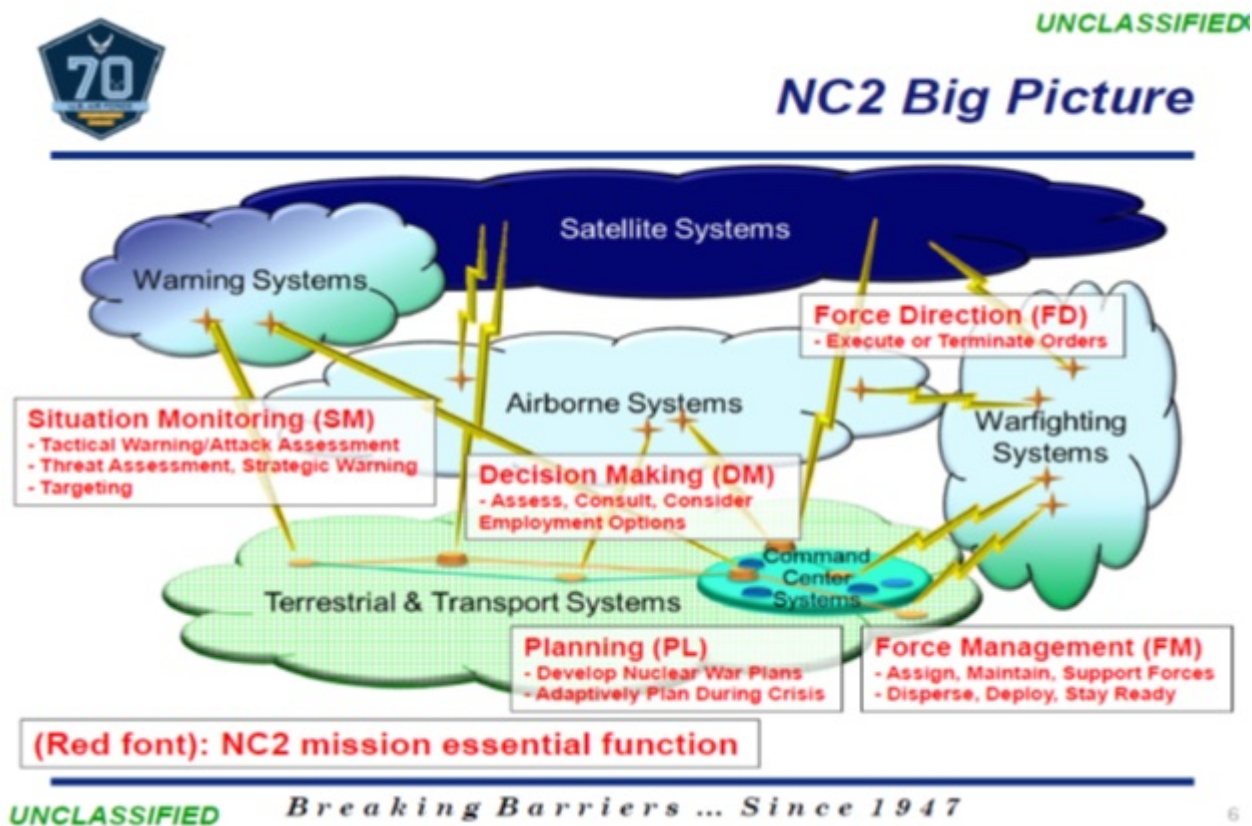 UNCLASSIFIED
70
U.S. AIR FORCE
NC2 Big Picture
Satellite Systems
Warning Systems
Force Direction (FD)
- Execute or Terminate Orders
Airborne Systems
Warfighting
Systems
Situation Monitoring (SM)
- Tactical Warning/Attack Assessment
- Threat Assessment, Strategic Warning
- Targeting
Decision Making (DM)
- Assess, Consult, Consider
Employment Options
Command
Center
Systems
Terrestrial & Transport Systems
Planning (PL)
- Develop Nuclear War Plans
- Adaptively Plan During Crisis
Force Management (FM)
- Assign, Maintain, Support Forces
- Disperse, Deploy, Stay Ready
(Red font): NC2 mission essential function
UNCLASSIFIED
Breaking Barriers ... Since 1947
6